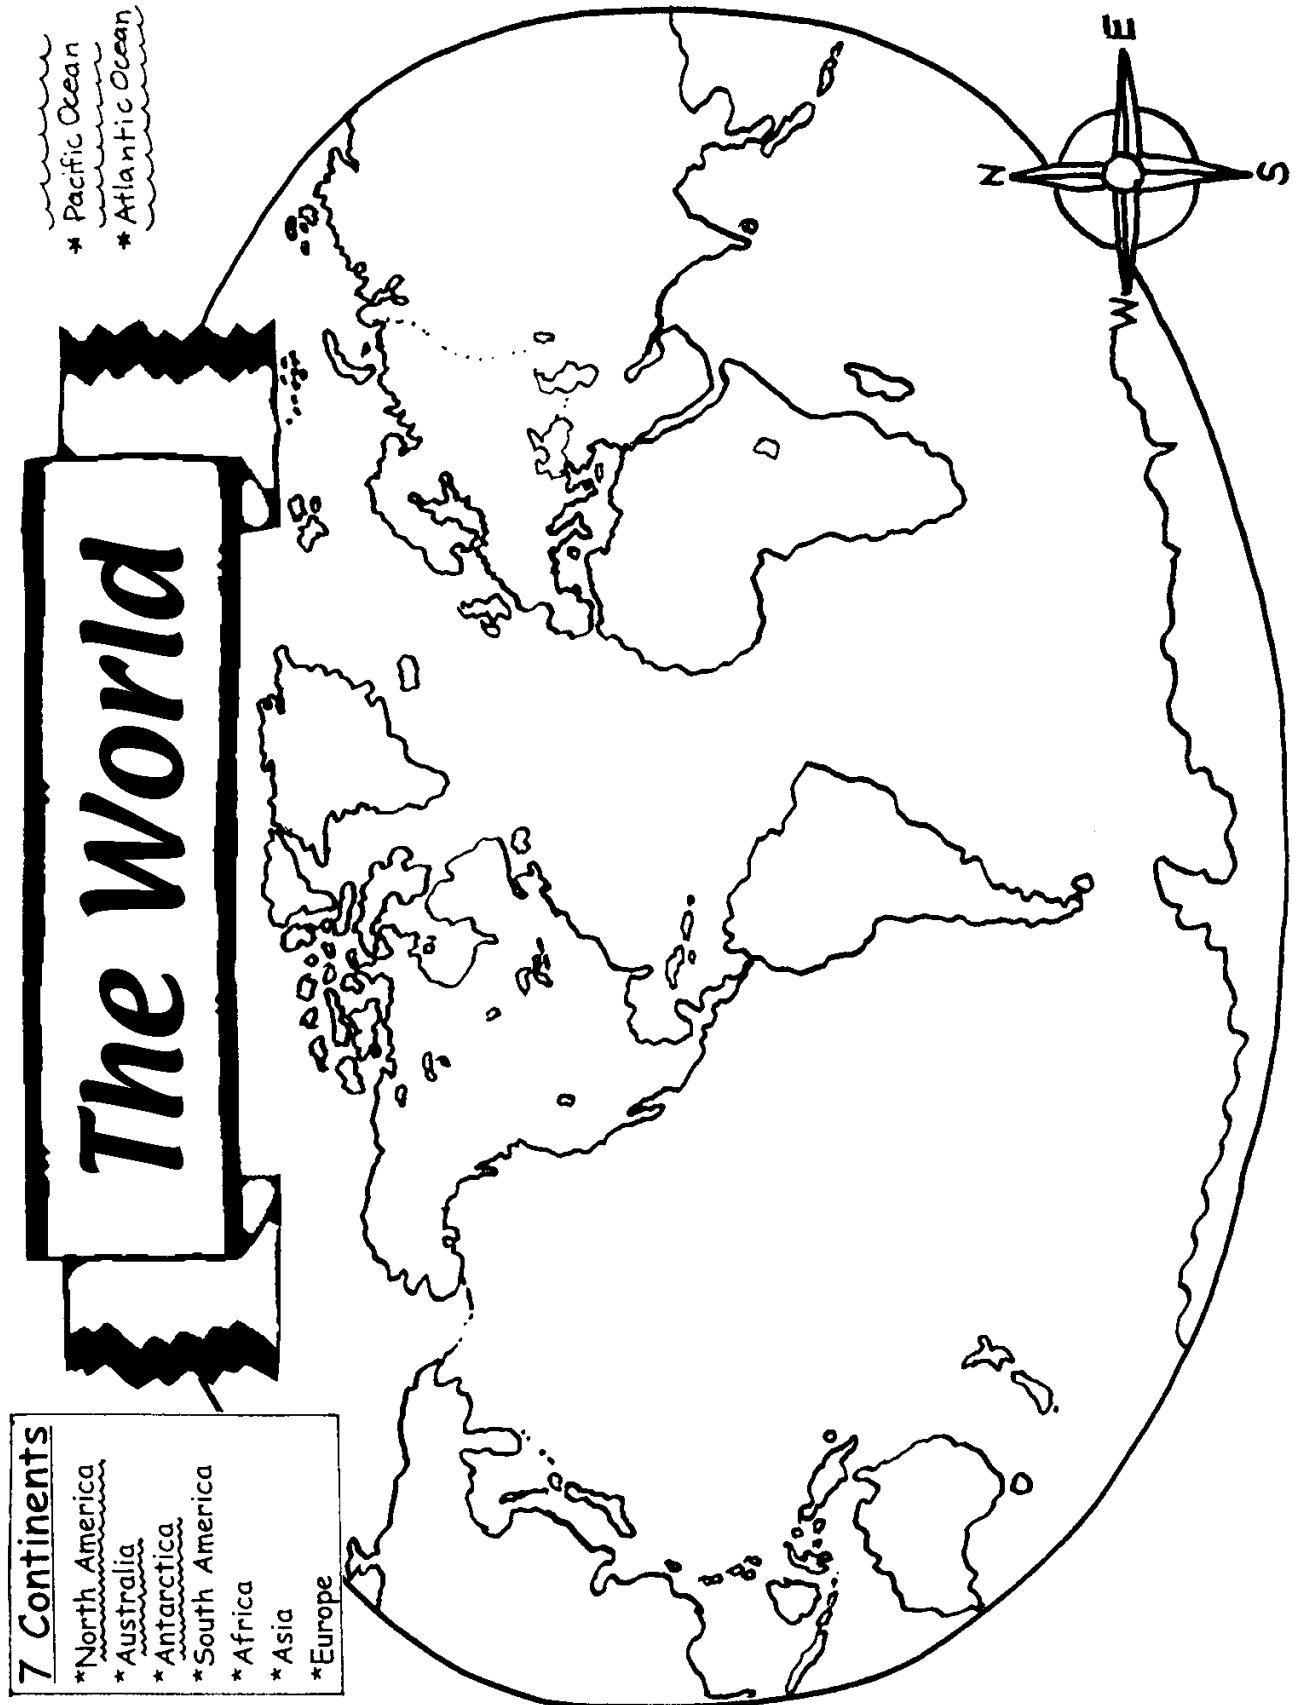 The World
7 Continents
*North America
*Australia
*Antarctica
*South America
*Africa
*Asia
*Europe
* Pacific Ocean
* Atlantic Ocean
N
W
E
S